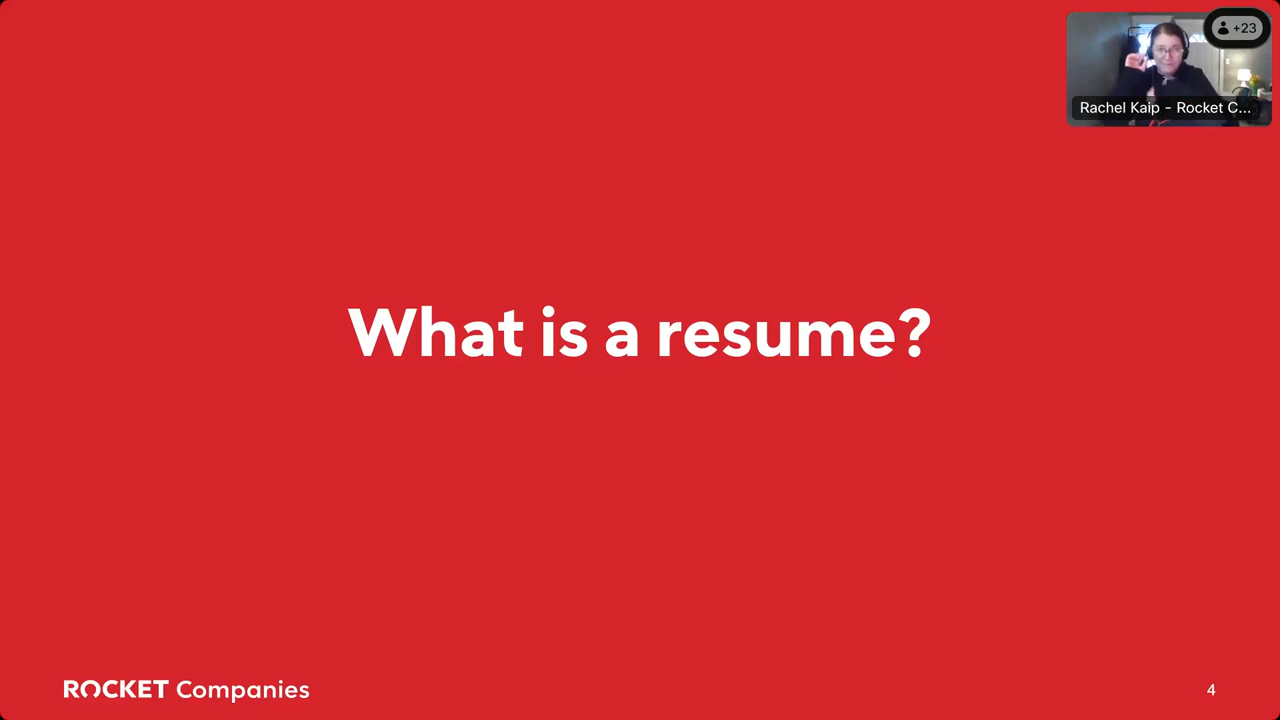 +23
Rachel Kaip - Rocket C...
What is a resume?
ROCKET Companies
4